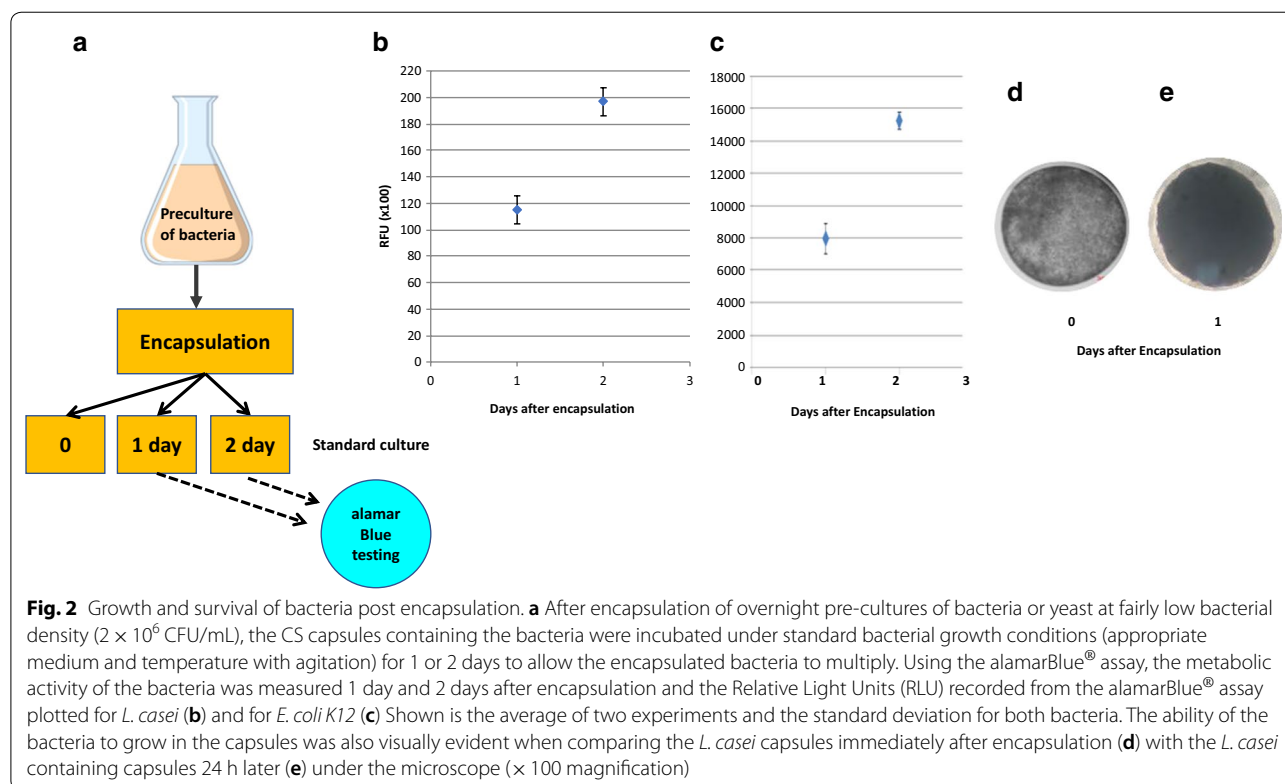 a
Preculture
of bacteria
Encapsulation
0
1 day
2 day
Standard culture
alamar
Blue
testing
b
220
200
180
160
140
120
100
80
60
40
20
0
RFU (x100)
0
1
2
3
Days after encapsulation
c
18000
16000
14000
12000
10000
8000
6000
4000
2000
0
0
1
2
3
Days after Encapsulation
d
e
0
1
Days after Encapsulation
Fig. 2 Growth and survival of bacteria post encapsulation. a After encapsulation of overnight pre-cultures of bacteria or yeast at fairly low bacterial
density (2 × 10⁶ CFU/mL), the CS capsules containing the bacteria were incubated under standard bacterial growth conditions (appropriate
medium and temperature with agitation) for 1 or 2 days to allow the encapsulated bacteria to multiply. Using the alamarBlue® assay, the metabolic
activity of the bacteria was measured 1 day and 2 days after encapsulation and the Relative Light Units (RLU) recorded from the alamarBlue® assay
plotted for L. casei (b) and for E. coli K12 (c) Shown is the average of two experiments and the standard deviation for both bacteria. The ability of the
bacteria to grow in the capsules was also visually evident when comparing the L. casei capsules immediately after encapsulation (d) with the L. casei
containing capsules 24 h later (e) under the microscope (× 100 magnification)